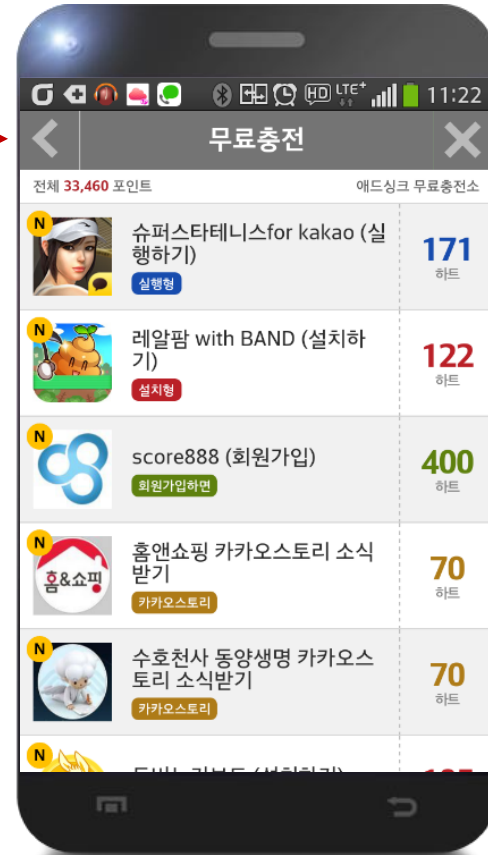 11:22
무료충전
전체 33,460 포인트
애드싱크 무료충전소
N
슈퍼스타테니스for kakao (실
행하기)
실행형
171
하트
N
레알팜 with BAND (설치하
기)
설치형
122
하트
N
score888 (회원가입)
회원가입하면
400
하트
N
홈&쇼핑
홈앤쇼핑 카카오스토리 소식
받기
카카오스토리
70
하트
N
수호천사 동양생명 카카오스
토리 소식받기
카카오스토리
70
하트
N